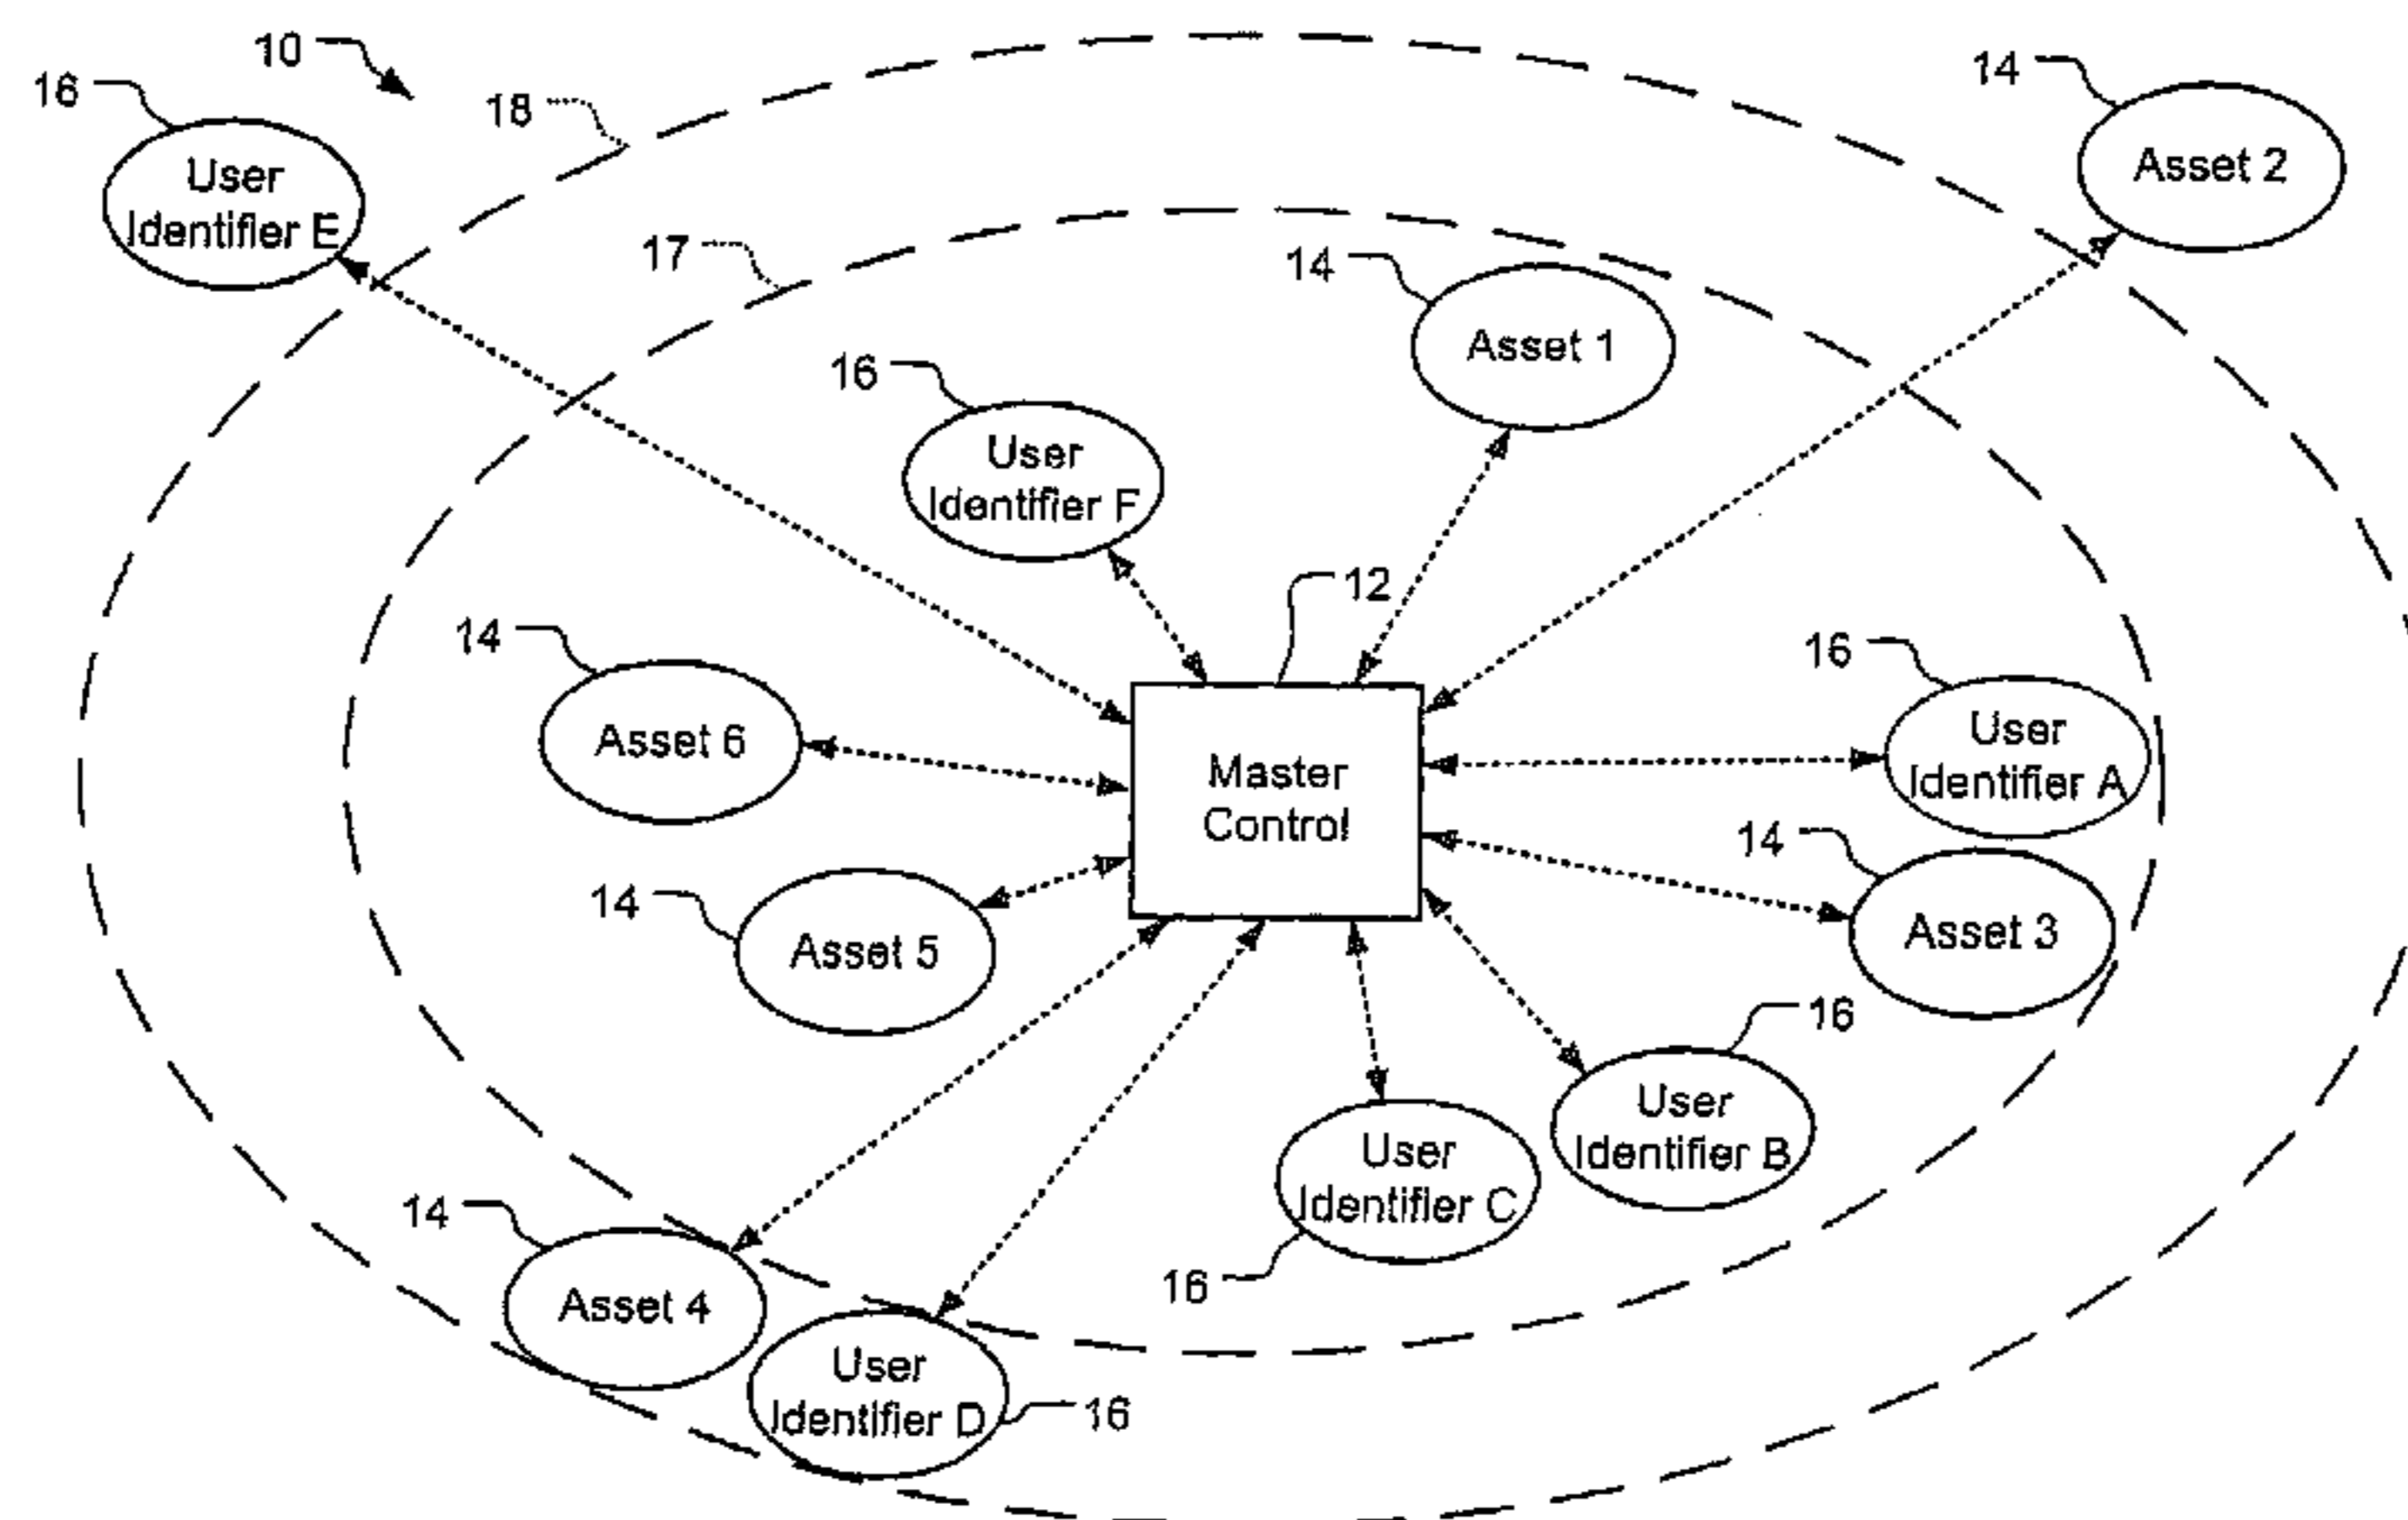 10
16
18
14
User
Identifier E
Asset 2
17
14
Asset 1
16
User
Identifier F
12
14
16
Asset 6
User
Identifier A
Master
Control
14
14
Asset 5
Asset 3
16
User
Identifier B
User
Identifier C
14
16
Asset 4
User
Identifier D
16